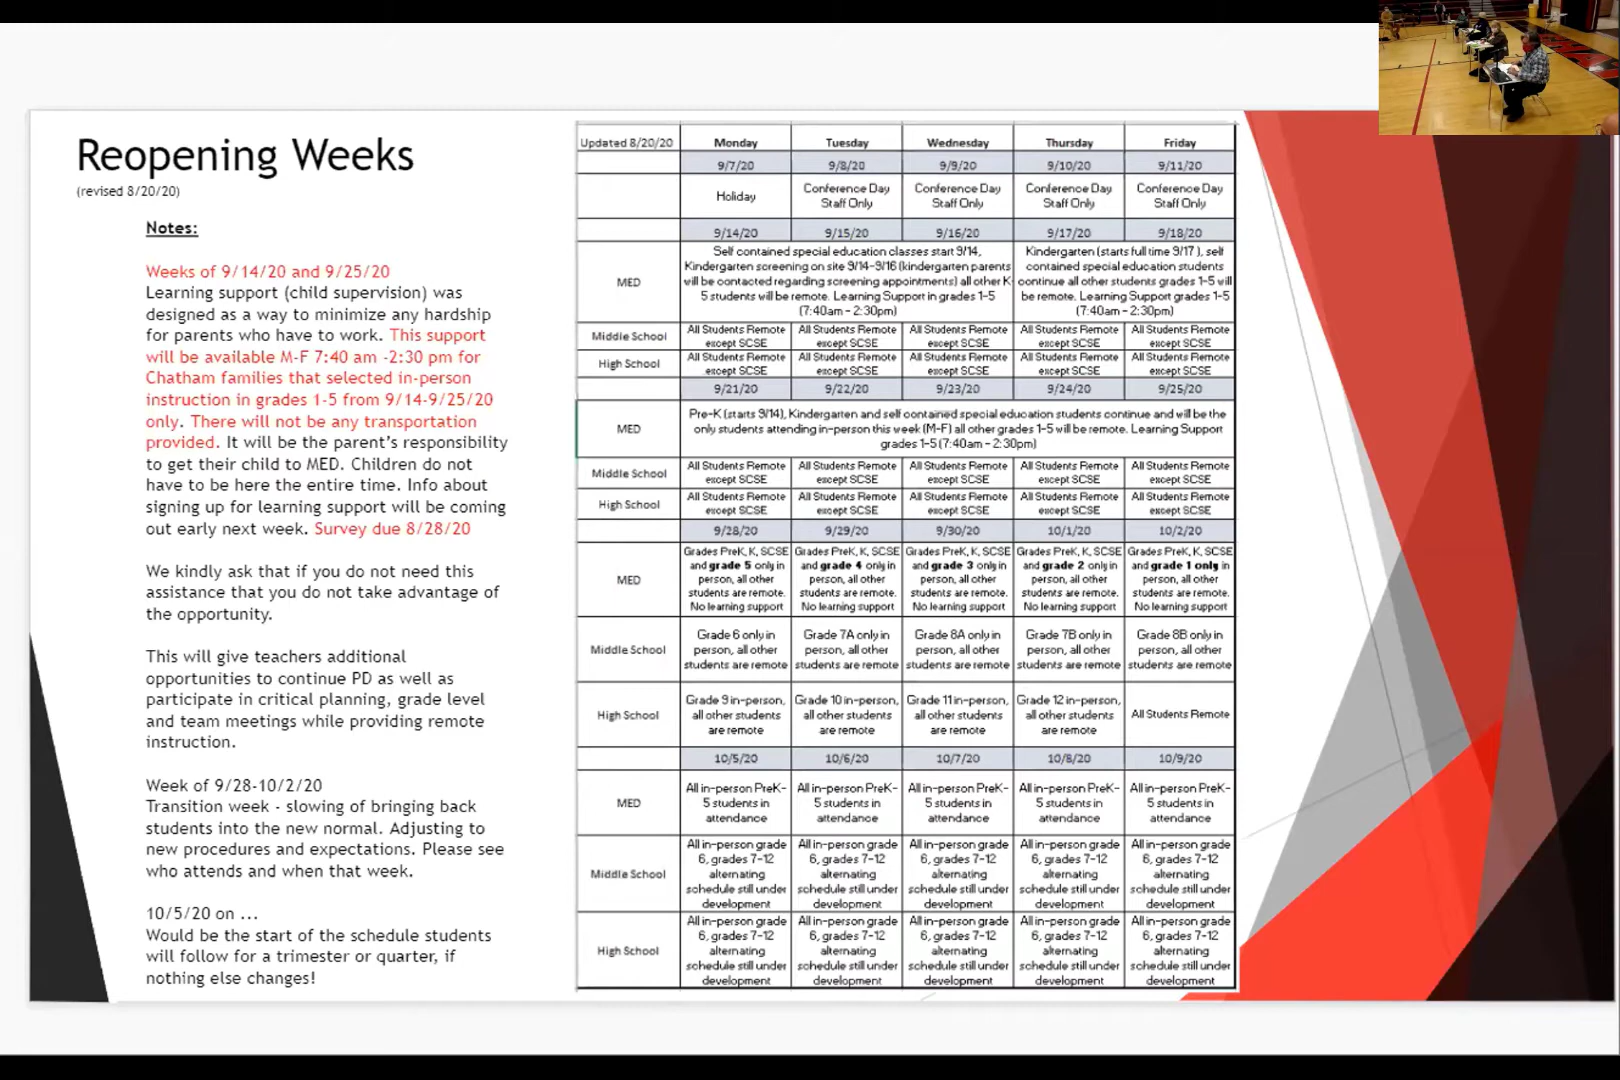 Reopening Weeks
(revised 8/20/20)
Notes:
Weeks of 9/14/20 and 9/25/20
Learning support (child supervision) was
designed as a way to minimize any hardship
for parents who have to work. This support
will be available M-F 7:40 am -2:30 pm for
Chatham families that selected in-person
instruction in grades 1-5 from 9/14-9/25/20
only. There will not be any transportation
provided. It will be the parent's responsibility
to get their child to MED. Children do not
have to be here the entire time. Info about
signing up for learning support will be coming
out early next week. Survey due 8/28/20
We kindly ask that if you do not need this
assistance that you do not take advantage of
the opportunity.
This will give teachers additional
opportunities to continue PD as well as
participate in critical planning, grade level
and team meetings while providing remote
instruction.
Week of 9/28-10/2/20
Transition week - slowing of bringing back
students into the new normal. Adjusting to
new procedures and expectations. Please see
who attends and when that week.
10/5/20 on ...
Would be the start of the schedule students
will follow for a trimester or quarter, if
nothing else changes!
Updated 8/20/20 Monday Tuesday Wednesday Thursday Friday
9/7/20 9/8/20 9/9/20 9/10/20 9/11/20
Holiday Conference Day Conference Day Conference Day Conference Day
Staff Only Staff Only Staff Only Staff Only
9/14/20 9/15/20 9/16/20 9/17/20 9/18/20
MED
Self contained special education classes start 9/14,
Kindergarten screening on site 9/14-9/16 (kindergarten parents
will be contacted regarding screening appointments) all other K-
5 students will be remote. Learning Support in grades 1-5
(7:40am - 2:30pm)
Kindergarten (starts full time 9/17 ), self
contained special education students
continue all other students grades 1-5 will
be remote. Learning Support grades 1-5
(7:40am - 2:30pm)
Middle School All Students Remote All Students Remote All Students Remote All Students Remote All Students Remote
except SCSE except SCSE except SCSE except SCSE except SCSE
High School All Students Remote All Students Remote All Students Remote All Students Remote All Students Remote
except SCSE except SCSE except SCSE except SCSE except SCSE
9/21/20 9/22/20 9/23/20 9/24/20 9/25/20
MED
Pre-K (starts 9/14), Kindergarten and self contained special education students continue and will be the
only students attending in-person this week (M-F) all other grades 1-5 will be remote. Learning Support
grades 1-5 (7:40am - 2:30pm)
Middle School All Students Remote All Students Remote All Students Remote All Students Remote All Students Remote
except SCSE except SCSE except SCSE except SCSE except SCSE
High School All Students Remote All Students Remote All Students Remote All Students Remote All Students Remote
except SCSE except SCSE except SCSE except SCSE except SCSE
9/28/20 9/29/20 9/30/20 10/1/20 10/2/20
MED
Grades PreK, K, SCSE Grades PreK, K, SCSE Grades PreK, K, SCSE Grades PreK, K, SCSE Grades PreK, K, SCSE
and grade 5 only in and grade 4 only in and grade 3 only in and grade 2 only in and grade 1 only in
person, all other person, all other person, all other person, all other person, all other
students are remote. students are remote. students are remote. students are remote. students are remote.
No learning support No learning support No learning support No learning support No learning support
Middle School
Grade 6 only in Grade 7A only in Grade 8A only in Grade 7B only in Grade 8B only in
person, all other person, all other person, all other person, all other person, all other
students are remote students are remote students are remote students are remote students are remote
High School
Grade 9 in-person, Grade 10 in-person, Grade 11 in-person, Grade 12 in-person, All Students Remote
all other students all other students all other students all other students
are remote are remote are remote are remote
10/5/20 10/6/20 10/7/20 10/8/20 10/9/20
MED
All in-person PreK- All in-person PreK- All in-person PreK- All in-person PreK- All in-person PreK-
5 students in 5 students in 5 students in 5 students in 5 students in
attendance attendance attendance attendance attendance
Middle School
All in-person grade All in-person grade All in-person grade All in-person grade All in-person grade
6, grades 7-12 6, grades 7-12 6, grades 7-12 6, grades 7-12 6, grades 7-12
alternating alternating alternating alternating alternating
schedule still under schedule still under schedule still under schedule still under schedule still under
development development development development development
High School
All in-person grade All in-person grade All in-person grade All in-person grade All in-person grade
6, grades 7-12 6, grades 7-12 6, grades 7-12 6, grades 7-12 6, grades 7-12
alternating alternating alternating alternating alternating
schedule still under schedule still under schedule still under schedule still under schedule still under
development development development development development